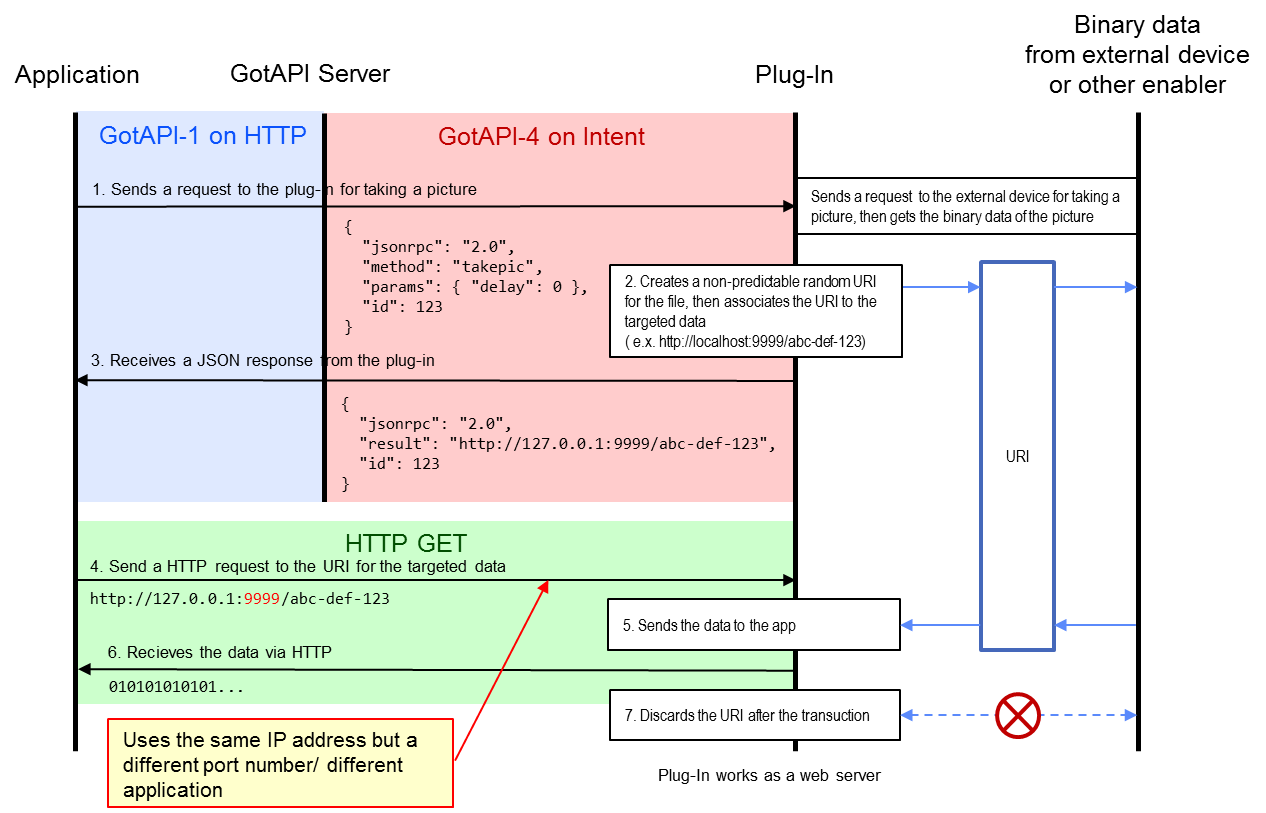 Binary data
from external device
or other enabler
Application
GotAPI Server
Plug-In
GotAPI-1 on HTTP
GotAPI-4 on Intent
1. Sends a request to the plug-in for taking a picture
Sends a request to the external device for taking a
picture, then gets the binary data of the picture
{
"jsonrpc": "2.0",
"method": "takepic",
"params": { "delay": 0 },
"id": 123
}
2. Creates a non-predictable random URI
for the file, then associates the URI to the
targeted data
( e.x. http://localhost:9999/abc-def-123)
3. Receives a JSON response from the plug-in
{
"jsonrpc": "2.0",
"result": "http://127.0.0.1:9999/abc-def-123",
"id": 123
}
URI
HTTP GET
4. Send a HTTP request to the URI for the targeted data
http://127.0.0.1:9999/abc-def-123
5. Sends the data to the app
6. Recieves the data via HTTP
010101010101...
7. Discards the URI after the transuction
Uses the same IP address but a
different port number/ different
application
Plug-In works as a web server